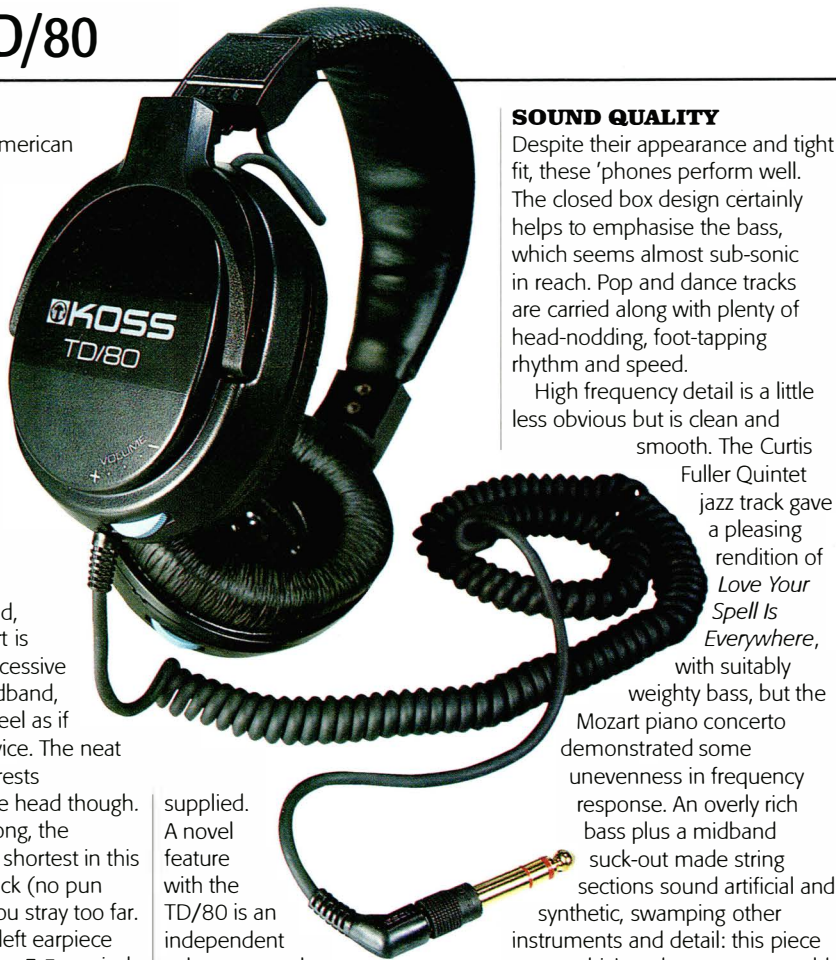 D/80
merican
d,
rt is
cessive
dband,
eel as if
vice. The neat
rests
e head though.
ong, the
shortest in this
ck (no pun
ou stray too far.
left earpiece
supplied.
A novel
feature
with the
TD/80 is an
independent
KOSS
TD/80
VOLUME
+ -
SOUND QUALITY
Despite their appearance and tight
fit, these 'phones perform well.
The closed box design certainly
helps to emphasise the bass,
which seems almost sub-sonic
in reach. Pop and dance tracks
are carried along with plenty of
head-nodding, foot-tapping
rhythm and speed.
High frequency detail is a little
less obvious but is clean and
smooth. The Curtis
Fuller Quintet
jazz track gave
a pleasing
rendition of
Love Your
Spell Is
Everywhere,
with suitably
weighty bass, but the
Mozart piano concerto
demonstrated some
unevenness in frequency
response. An overly rich
bass plus a midband
suck-out made string
sections sound artificial and
synthetic, swamping other
instruments and detail: this piece